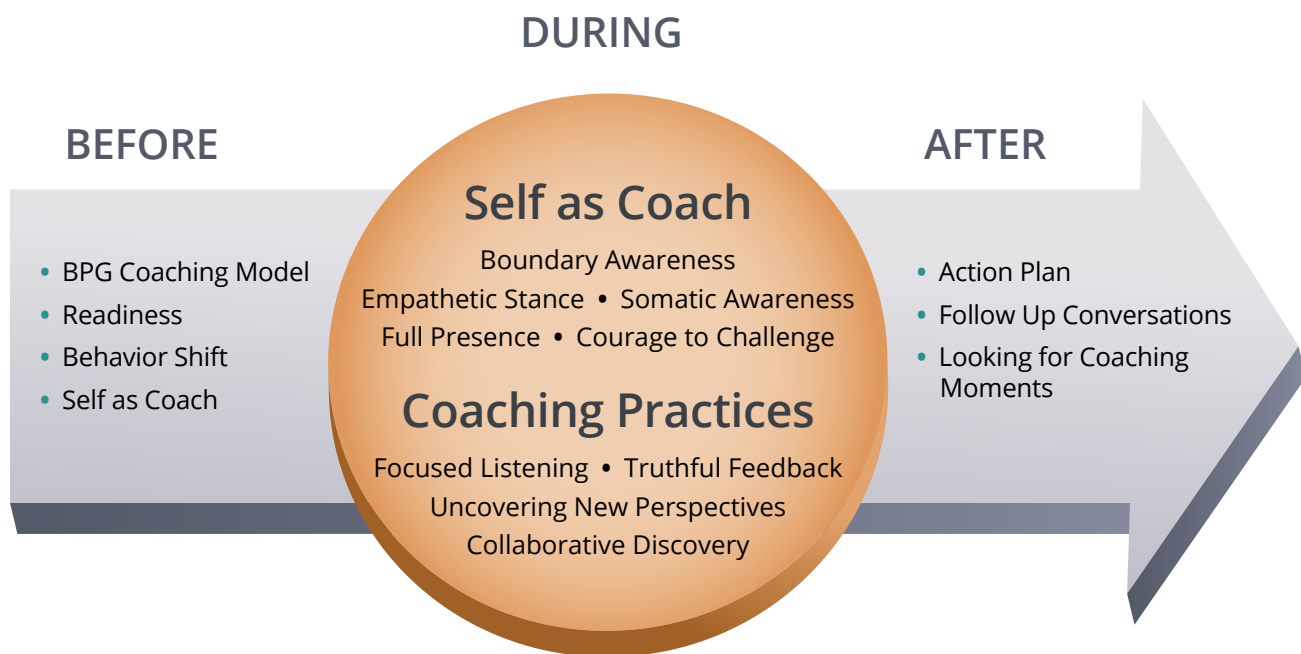 DURING
BEFORE
• BPG Coaching Model
• Readiness
• Behavior Shift
• Self as Coach
Self as Coach
Boundary Awareness
Empathetic Stance • Somatic Awareness
Full Presence • Courage to Challenge
Coaching Practices
Focused Listening • Truthful Feedback
Uncovering New Perspectives
Collaborative Discovery
AFTER
• Action Plan
• Follow Up Conversations
• Looking for Coaching
Moments